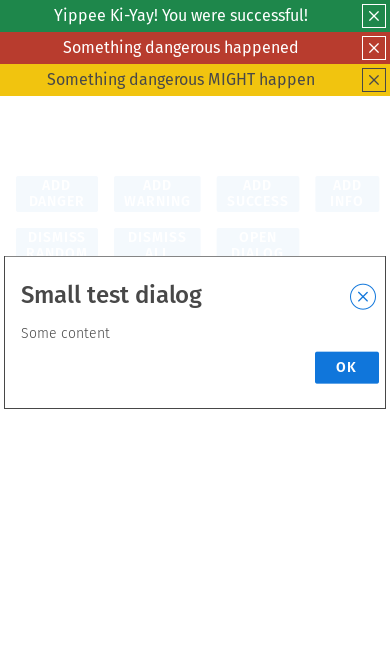 Yippee Ki-Yay! You were successful!
Something dangerous happened
Something dangerous MIGHT happen
ADD DANGER
ADD WARNING
ADD SUCCESS
ADD INFO
DISMISS RANDOM
DISMISS ALL
OPEN DIALOG
Small test dialog
Some content
OK